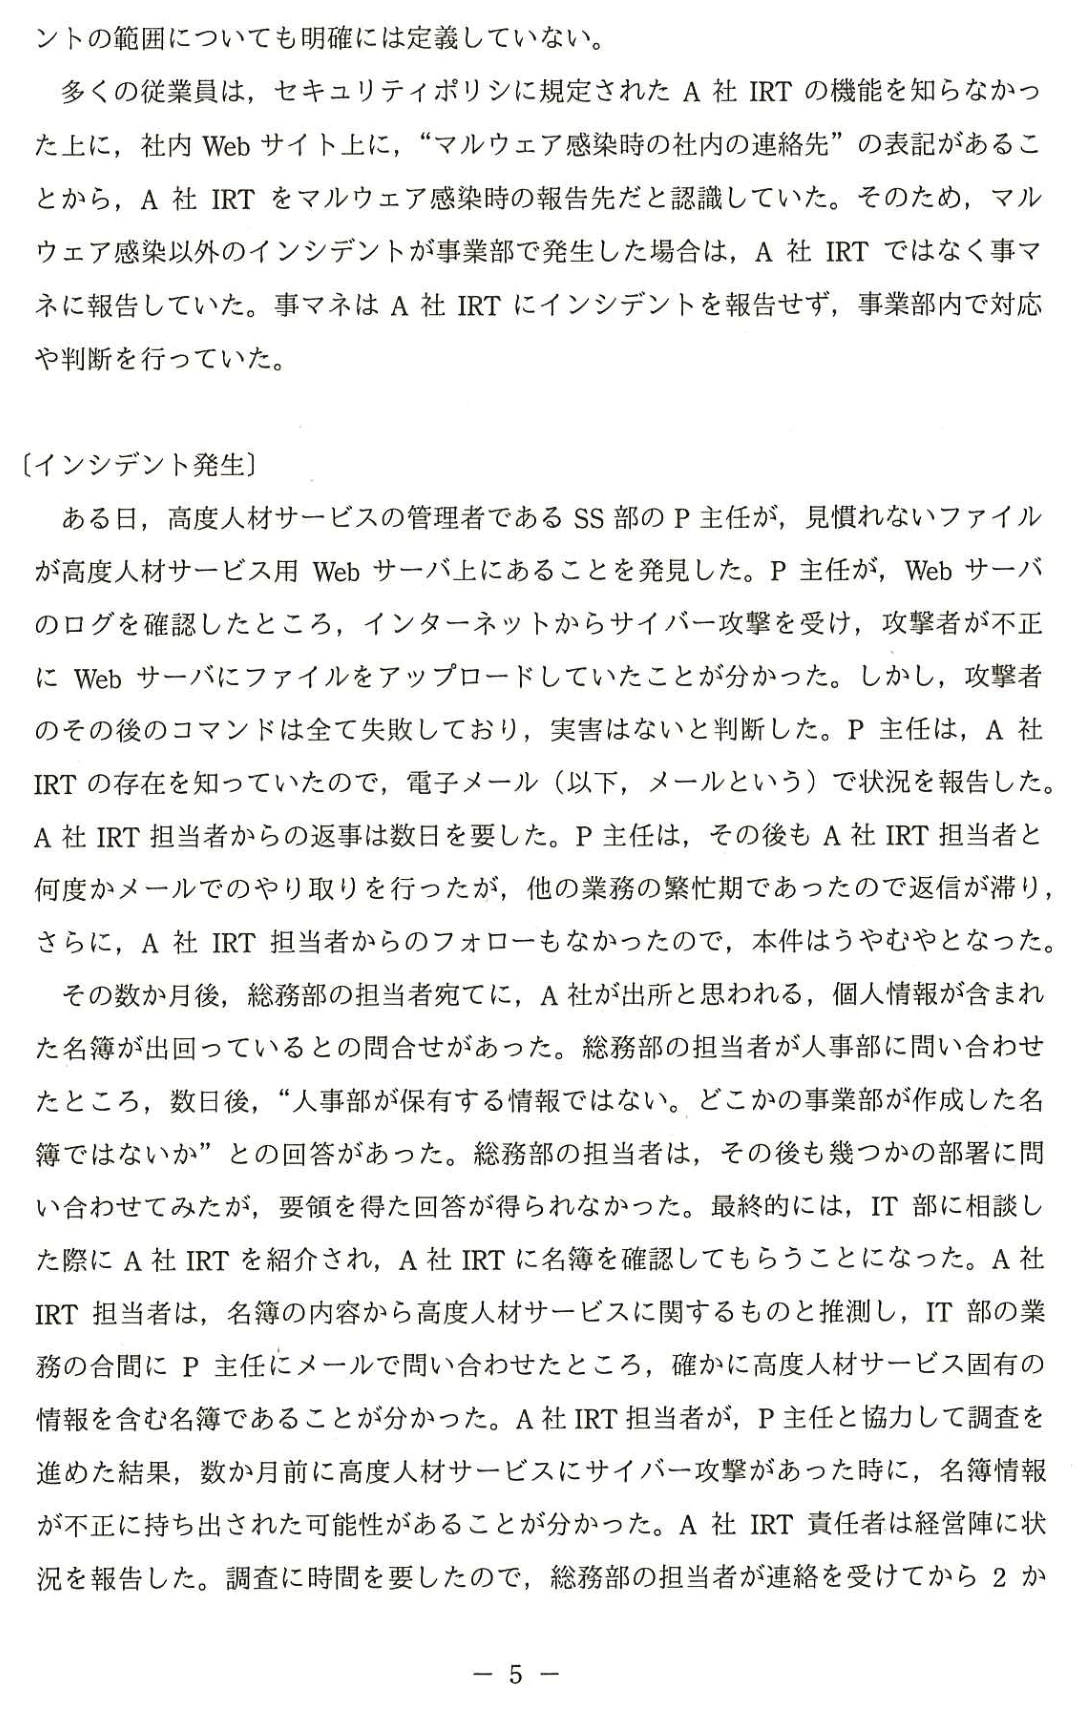 ントの範囲についても明確には定義していない。
多くの従業員は，セキュリティポリシに規定された A 社 IRT の機能を知らなかっ
た上に，社内 Web サイト上に，“マルウェア感染時の社内の連絡先” の表記があるこ
とから，A 社 IRT をマルウェア感染時の報告先だと認識していた。そのため，マル
ウェア感染以外のインシデントが事業部で発生した場合は，A 社 IRT ではなく事マ
ネに報告していた。事マネは A 社 IRT にインシデントを報告せず，事業部内で対応
や判断を行っていた。
〔インシデント発生〕
ある日，高度人材サービスの管理者である SS 部の P 主任が，見慣れないファイル
が高度人材サービス用 Web サーバ上にあることを発見した。P 主任が，Web サーバ
のログを確認したところ，インターネットからサイバー攻撃を受け，攻撃者が不正
に Web サーバにファイルをアップロードしていたことが分かった。しかし，攻撃者
のその後のコマンドは全て失敗しており，実害はないと判断した。P 主任は，A 社
IRT の存在を知っていたので，電子メール（以下，メールという）で状況を報告した。
A 社 IRT 担当者からの返事は数日を要した。P 主任は，その後も A 社 IRT 担当者と
何度かメールでのやり取りを行ったが，他の業務の繁忙期であったので返信が滞り，
さらに，A 社 IRT 担当者からのフォローもなかったので，本件はうやむやとなった。
その数か月後，総務部の担当者宛てに，A 社が出所と思われる，個人情報が含まれ
た名簿が出回っているとの問合せがあった。総務部の担当者が人事部に問い合わせ
たところ，数日後，“人事部が保有する情報ではない。どこかの事業部が作成した名
簿ではないか” との回答があった。総務部の担当者は，その後も幾つかの部署に問
い合わせてみたが，要領を得た回答が得られなかった。最終的には，IT 部に相談し
た際に A 社 IRT を紹介され，A 社 IRT に名簿を確認してもらうことになった。A 社
IRT 担当者は，名簿の内容から高度人材サービスに関するものと推測し，IT 部の業
務の合間に P 主任にメールで問い合わせたところ，確かに高度人材サービス固有の
情報を含む名簿であることが分かった。A 社 IRT 担当者が，P 主任と協力して調査を
進めた結果，数か月前に高度人材サービスにサイバー攻撃があった時に，名簿情報
が不正に持ち出された可能性があることが分かった。A 社 IRT 責任者は経営陣に状
況を報告した。調査に時間を要したので，総務部の担当者が連絡を受けてから 2 か
－ 5 －